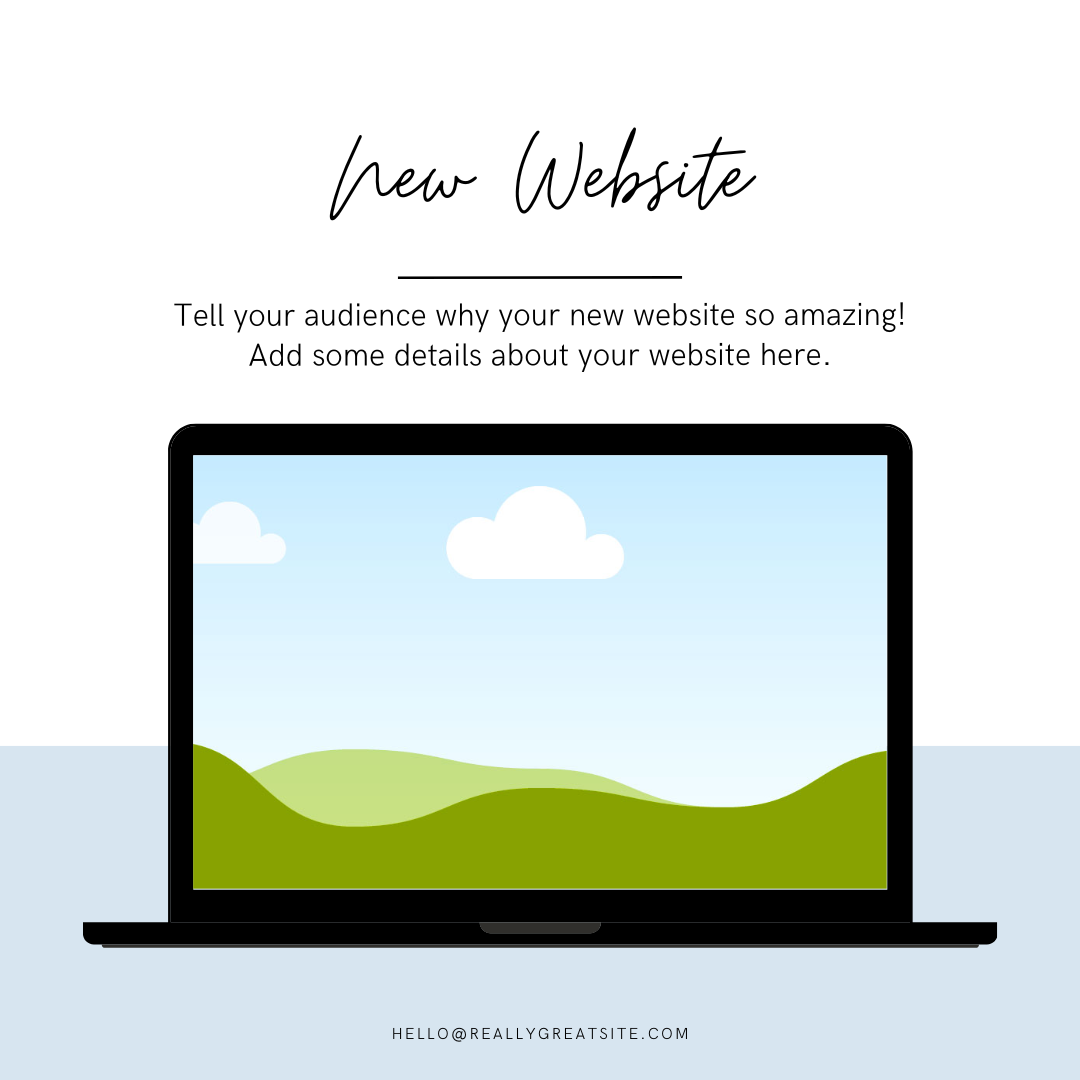 New Website
Tell your audience why your new website so amazing!
Add some details about your website here.
HELLO@REALLYGREATSITE.COM